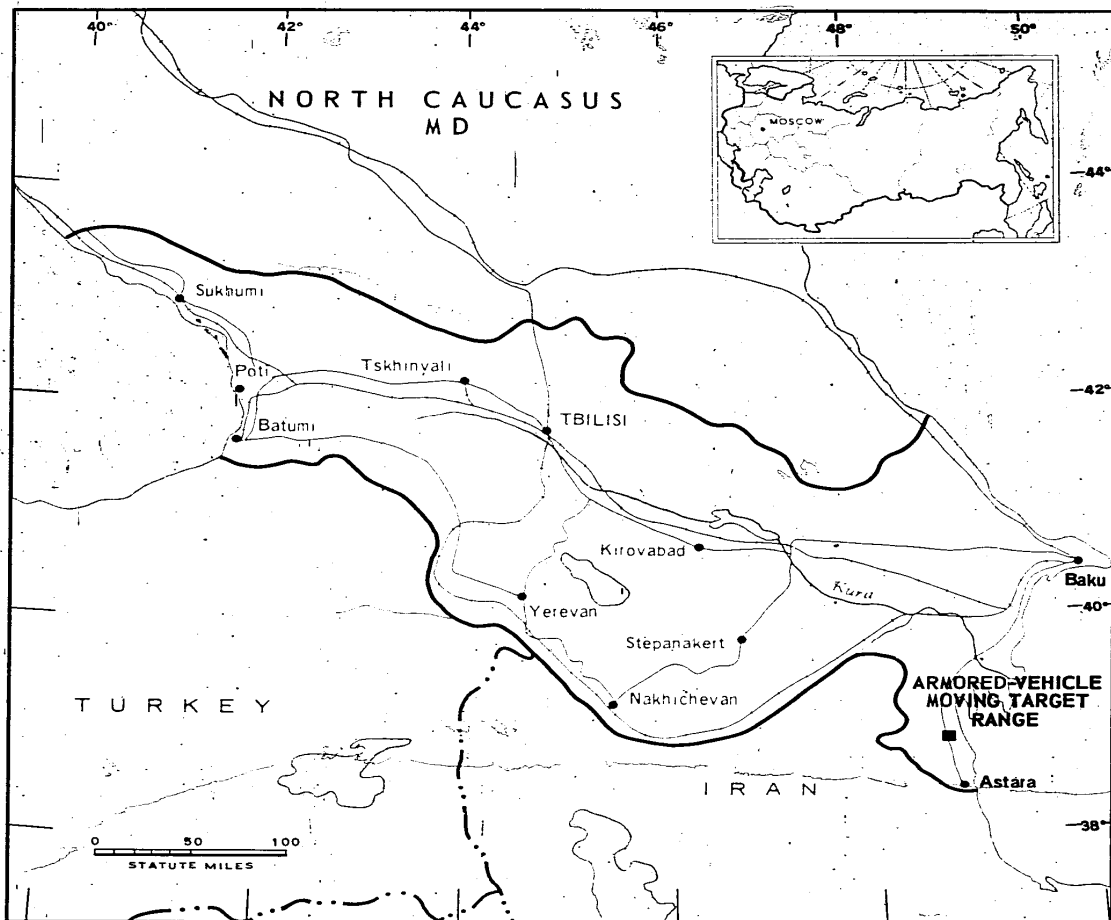 40° 42° 44° 46° 48° 50°
NORTH CAUCASUS
MD
MOSCOW
44°
Sukhumi
Poti
Tskhinvali
42°
Batumi
TBILISI
Kirovabad
Baku
Kura
40°
Yerevan
Stepanakert
ARMORED-VEHICLE
MOVING TARGET
RANGE
Nakhichevan
TURKEY
IRAN
Astara
38°
0 50 100
STATUTE MILES